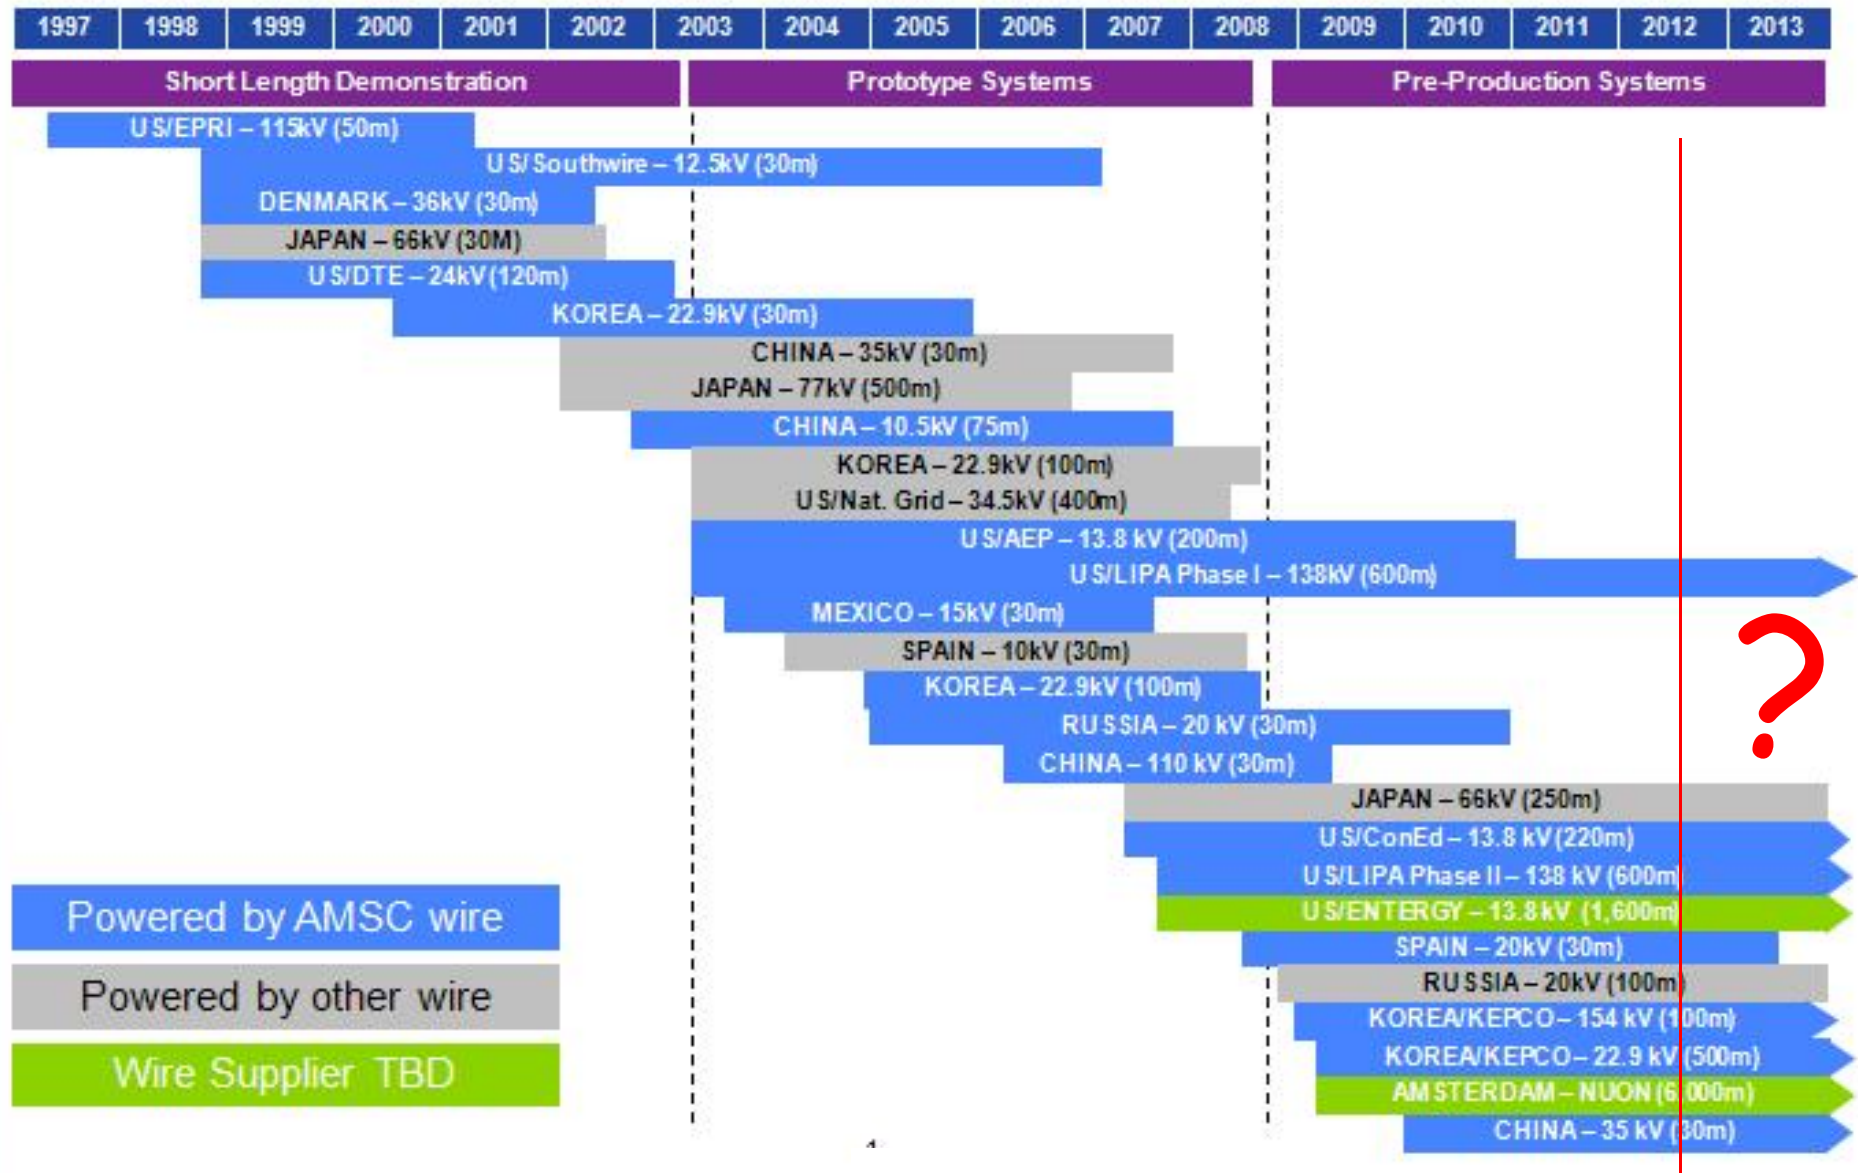 1997 1998 1999 2000 2001 2002 2003 2004 2005 2006 2007 2008 2009 2010 2011 2012 2013
Short Length Demonstration Prototype Systems Pre-Production Systems
US/EPRI – 115kV (50m)
US/Southwire – 12.5kV (30m)
DENMARK – 36kV (30m)
JAPAN – 66kV (30M)
US/DTE – 24kV (120m)
KOREA – 22.9kV (30m)
CHINA – 35kV (30m)
JAPAN – 77kV (500m)
CHINA – 10.5kV (75m)
KOREA – 22.9kV (100m)
US/Nat. Grid – 34.5kV (400m)
US/AEP – 13.8 kV (200m)
US/LIPA Phase I – 138kV (600m)
MEXICO – 15kV (30m)
SPAIN – 10kV (30m)
KOREA – 22.9kV (100m)
RUSSIA – 20 kV (30m)
CHINA – 110 kV (30m)
?
JAPAN – 66kV (250m)
US/ConEd – 13.8 kV (220m)
US/LIPA Phase II – 138 kV (600m)
US/ENTERGY – 13.8kV (1,600m)
SPAIN – 20kV (30m)
RUSSIA – 20kV (100m)
KOREA/KEPCO – 154 kV (100m)
KOREA/KEPCO – 22.9 kV (500m)
AMSTERDAM – NUON (6,000m)
CHINA – 35 kV (30m)
Powered by AMSC wire
Powered by other wire
Wire Supplier TBD